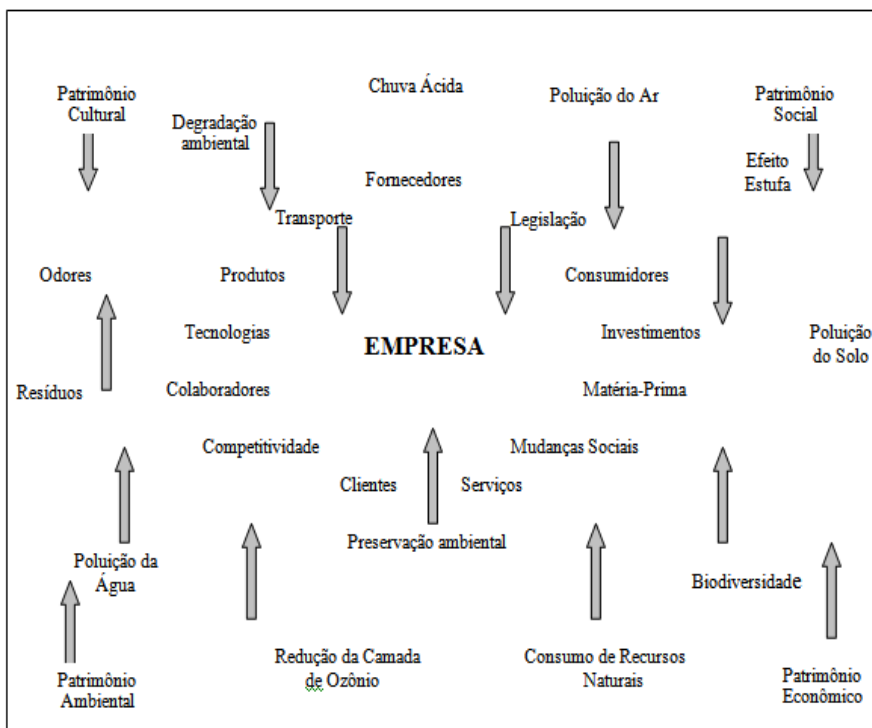 Chuva Ácida
Patrimônio
Cultural
Poluição do Ar
Patrimônio
Social
Degradação
ambiental
Efeito
Estufa
Fornecedores
Transporte
Legislação
Odores
Produtos
Consumidores
Tecnologias
EMPRESA
Investimentos
Poluição
do Solo
Resíduos
Colaboradores
Matéria-Prima
Competitividade
Mudanças Sociais
Clientes
Serviços
Preservação ambiental
Poluição da
Água
Biodiversidade
Redução da Camada
de Ozônio
Consumo de Recursos
Naturais
Patrimônio
Ambiental
Patrimônio
Econômico